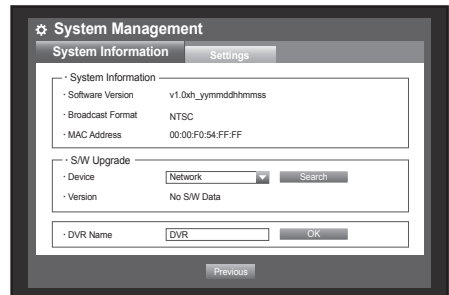 System Management
System Information Settings
· System Information
· Software Version v1.0xh_yymmddhhmmss
· Broadcast Format NTSC
· MAC Address 00:00:F0:54:FF:FF
· S/W Upgrade
· Device Network Search
· Version No S/W Data
· DVR Name DVR OK
Previous